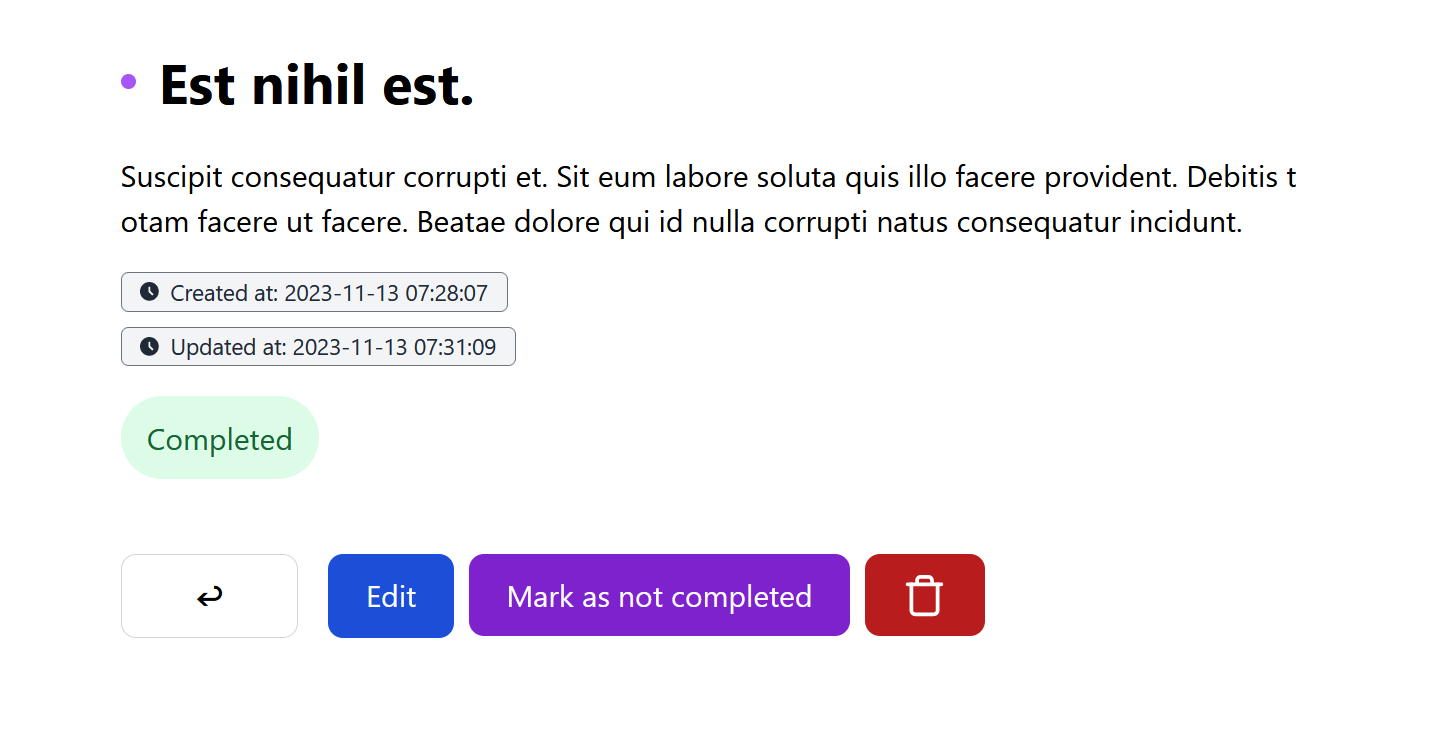 Est nihil est.
Suscipit consequatur corrupti et. Sit eum labore soluta quis illo facere provident. Debitis t
otam facere ut facere. Beatae dolore qui id nulla corrupti natus consequatur incidunt.
Created at: 2023-11-13 07:28:07
Updated at: 2023-11-13 07:31:09
Completed
Edit
Mark as not completed